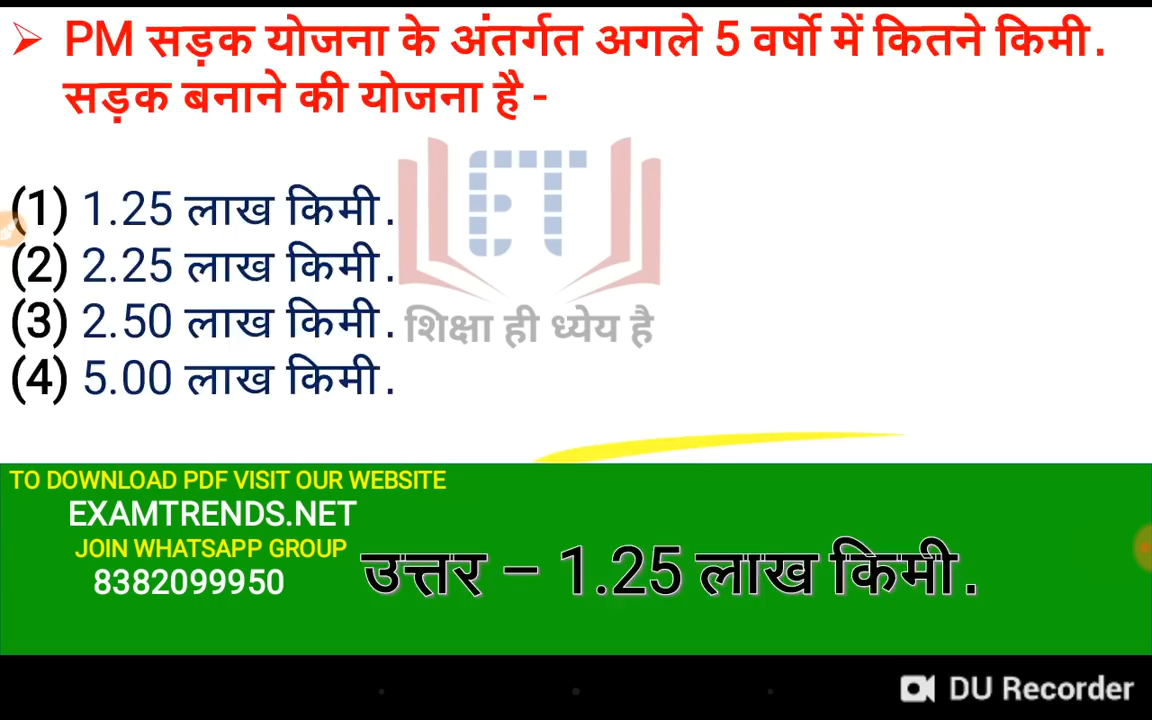 ➢ PM सड़क योजना के अंतर्गत अगले 5 वर्षो में कितने किमी.
सड़क बनाने की योजना है -
ET
(1) 1.25 लाख किमी.
(2) 2.25 लाख किमी.
(3) 2.50 लाख किमी.
शिक्षा ही ध्येय है
(4) 5.00 लाख किमी.
TO DOWNLOAD PDF VISIT OUR WEBSITE
EXAMTRENDS.NET
JOIN WHATSAPP GROUP
8382099950
उत्तर – 1.25 लाख किमी.
DU Recorder